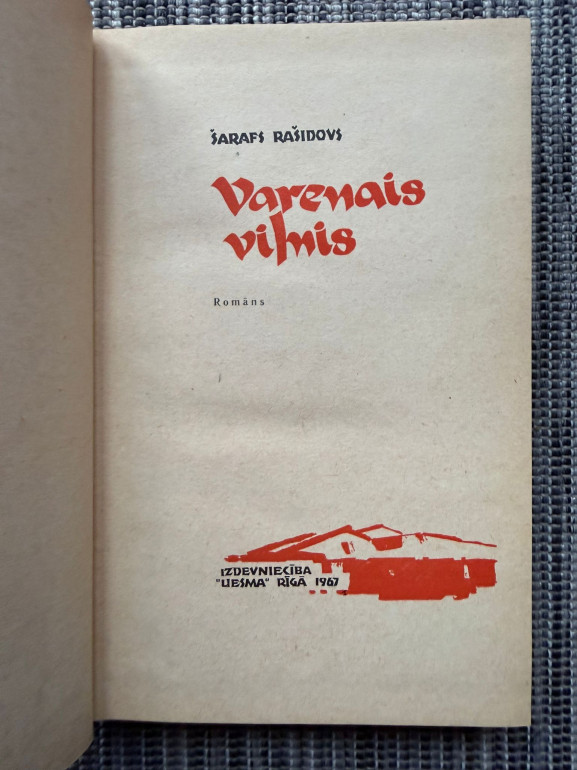 ŠARAFS RAŠIDOVS
Varenais
vilnis
Romāns
IZDEVNIECĪBA
"LIESMA" RĪGĀ 1967